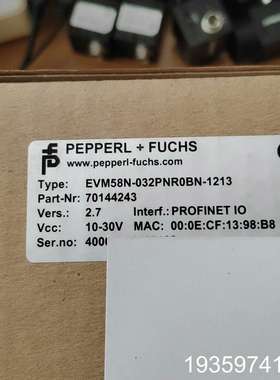 PEPPERL + FUCHS
www.pepperl-fuchs.com
Type: EVM58N-032PNR0BN-1213
Part-Nr: 70144243
Vers.: 2.7 Interf.: PROFINET IO
Vcc: 10-30V MAC: 00:0E:CF:13:98:B8
Ser.no: 4000
19359741